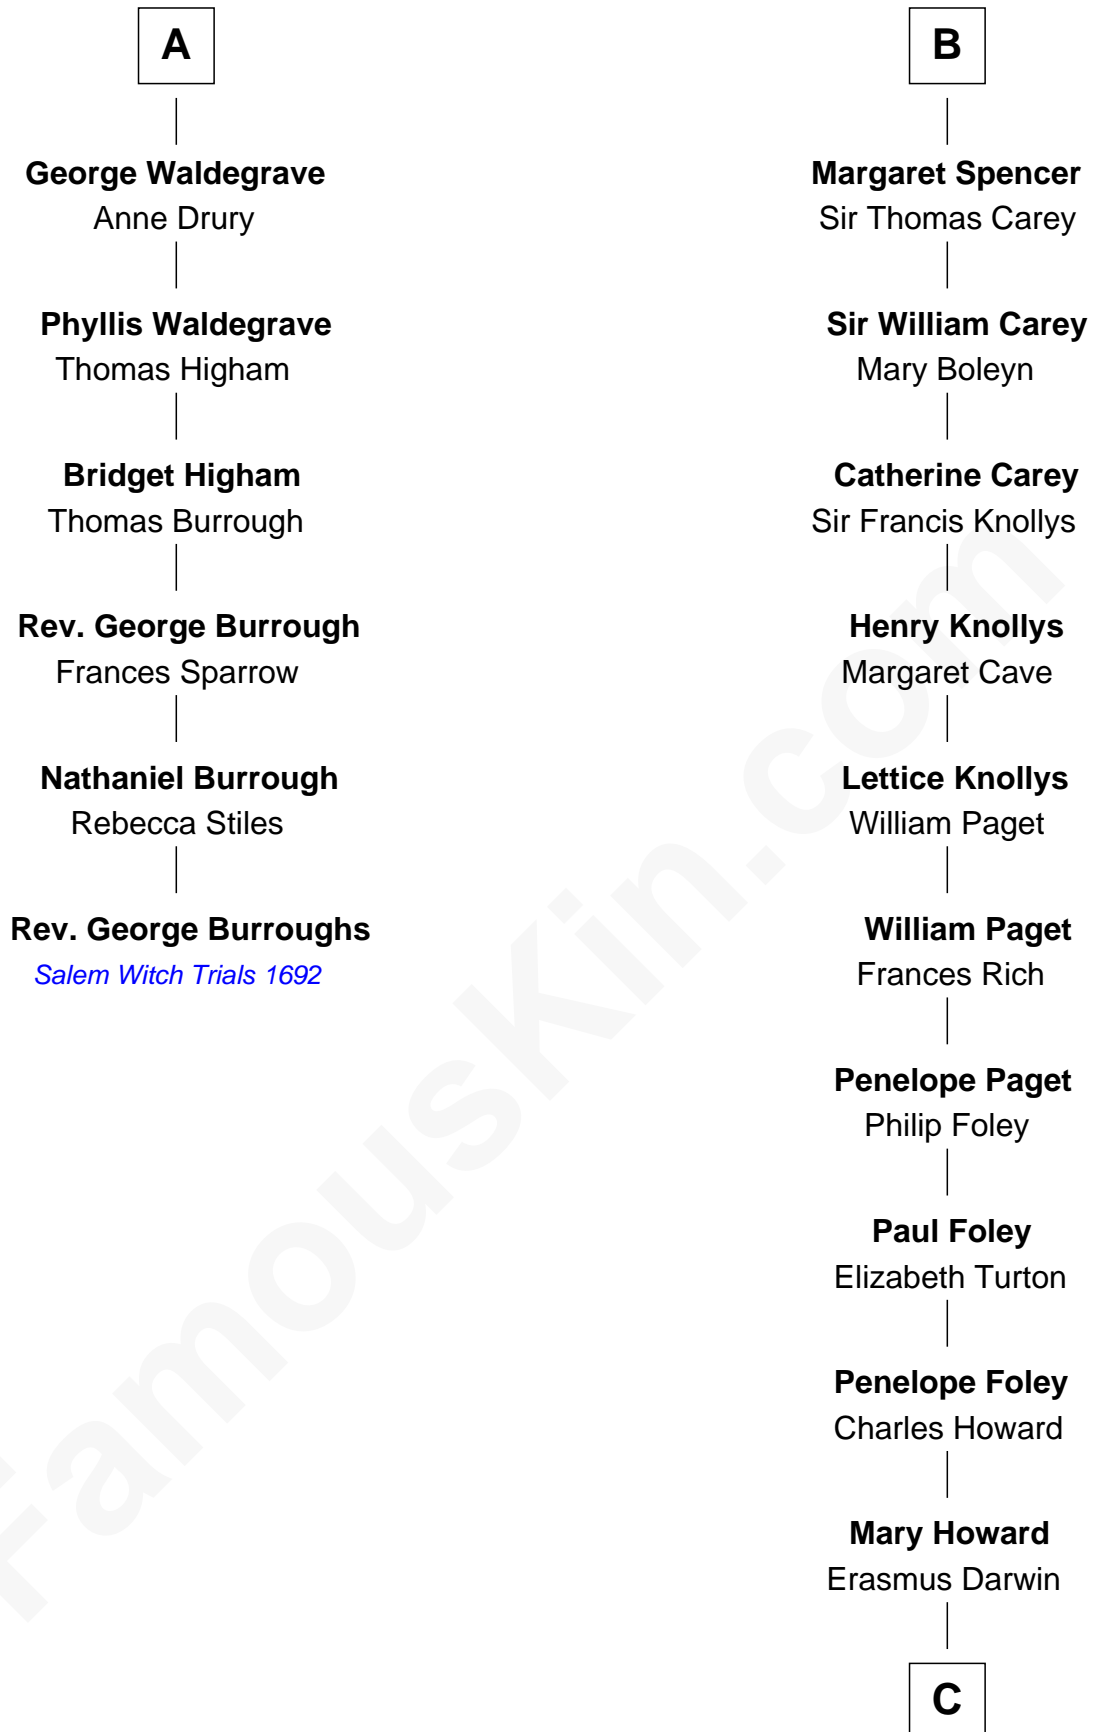 A
George Waldegrave
Anne Drury
Phyllis Waldegrave
Thomas Higham
Bridget Higham
Thomas Burrough
Rev. George Burrough
Frances Sparrow
Nathaniel Burrough
Rebecca Stiles
Rev. George Burroughs
Salem Witch Trials 1692
B
Margaret Spencer
Sir Thomas Carey
Sir William Carey
Mary Boleyn
Catherine Carey
Sir Francis Knollys
Henry Knollys
Margaret Cave
Lettice Knollys
William Paget
William Paget
Frances Rich
Penelope Paget
Philip Foley
Paul Foley
Elizabeth Turton
Penelope Foley
Charles Howard
Mary Howard
Erasmus Darwin
C
FamousKin.com